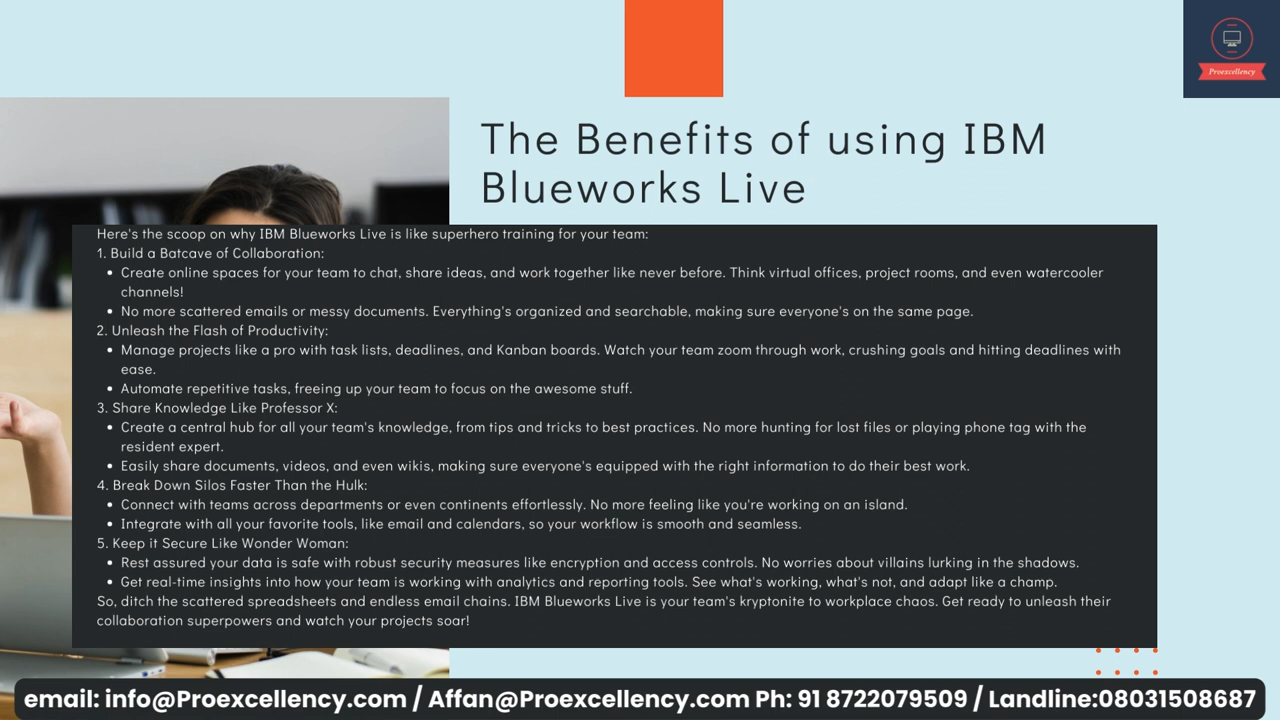 Proexcellency
The Benefits of using IBM
Blueworks Live
Here's the scoop on why IBM Blueworks Live is like superhero training for your team:
1. Build a Batcave of Collaboration:
• Create online spaces for your team to chat, share ideas, and work together like never before. Think virtual offices, project rooms, and even watercooler
channels!
• No more scattered emails or messy documents. Everything's organized and searchable, making sure everyone's on the same page.
2. Unleash the Flash of Productivity:
• Manage projects like a pro with task lists, deadlines, and Kanban boards. Watch your team zoom through work, crushing goals and hitting deadlines with
ease.
• Automate repetitive tasks, freeing up your team to focus on the awesome stuff.
3. Share Knowledge Like Professor X:
• Create a central hub for all your team's knowledge, from tips and tricks to best practices. No more hunting for lost files or playing phone tag with the
resident expert.
• Easily share documents, videos, and even wikis, making sure everyone's equipped with the right information to do their best work.
4. Break Down Silos Faster Than the Hulk:
• Connect with teams across departments or even continents effortlessly. No more feeling like you're working on an island.
• Integrate with all your favorite tools, like email and calendars, so your workflow is smooth and seamless.
5. Keep it Secure Like Wonder Woman:
• Rest assured your data is safe with robust security measures like encryption and access controls. No worries about villains lurking in the shadows.
• Get real-time insights into how your team is working with analytics and reporting tools. See what's working, what's not, and adapt like a champ.
So, ditch the scattered spreadsheets and endless email chains. IBM Blueworks Live is your team's kryptonite to workplace chaos. Get ready to unleash their
collaboration superpowers and watch your projects soar!
email: info@Proexcellency.com / Affan@Proexcellency.com Ph: 91 8722079509 / Landline:08031508687